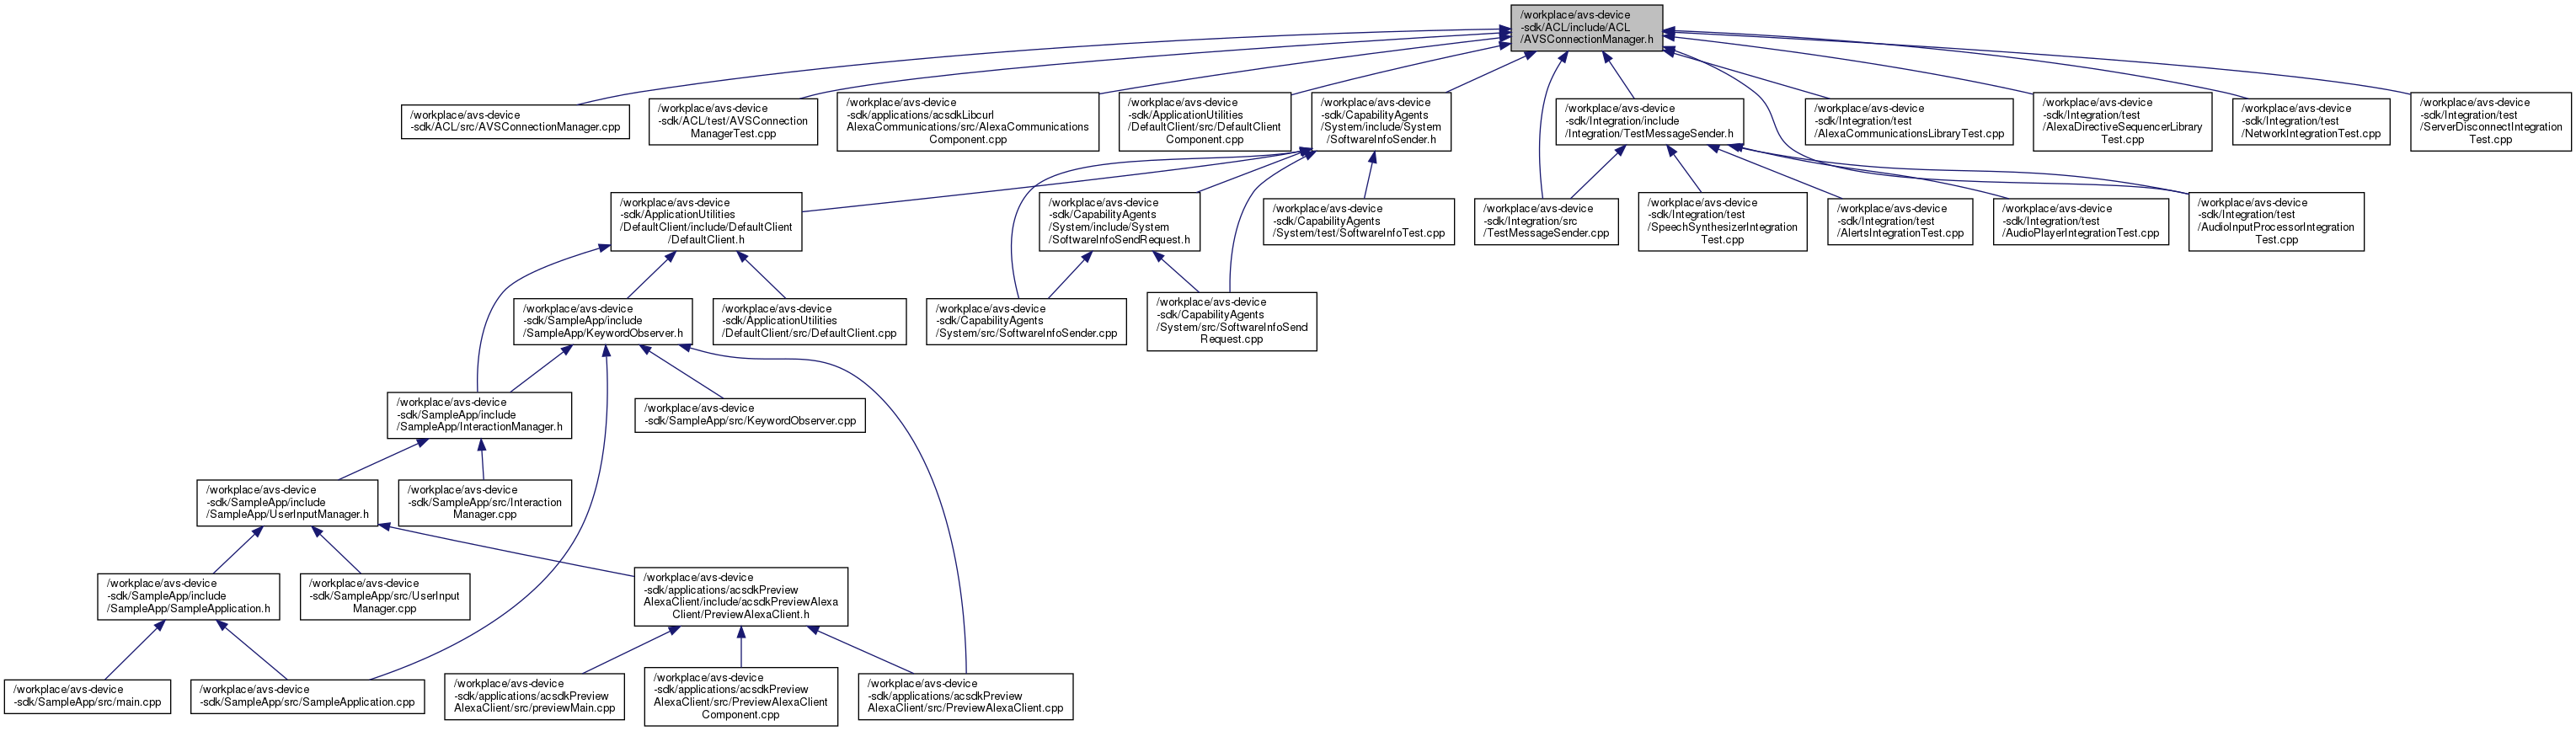 /workplace/avs-device
-sdk/ACL/include/ACL
/AVSConnectionManager.h
/workplace/avs-device
-sdk/ACL/src/AVSConnectionManager.cpp
/workplace/avs-device
-sdk/ACL/test/AVSConnection
ManagerTest.cpp
/workplace/avs-device
-sdk/applications/acsdkLibcurl
AlexaCommunications/src/AlexaCommunications
Component.cpp
/workplace/avs-device
-sdk/ApplicationUtilities
/DefaultClient/src/DefaultClient
Component.cpp
/workplace/avs-device
-sdk/CapabilityAgents
/System/include/System
/SoftwareInfoSender.h
/workplace/avs-device
-sdk/Integration/include
/Integration/TestMessageSender.h
/workplace/avs-device
-sdk/Integration/test
/AlexaCommunicationsLibraryTest.cpp
/workplace/avs-device
-sdk/Integration/test
/AlexaDirectiveSequencerLibrary
Test.cpp
/workplace/avs-device
-sdk/Integration/test
/NetworkIntegrationTest.cpp
/workplace/avs-device
-sdk/Integration/test
/ServerDisconnectIntegration
Test.cpp
/workplace/avs-device
-sdk/ApplicationUtilities
/DefaultClient/include/DefaultClient
/DefaultClient.h
/workplace/avs-device
-sdk/CapabilityAgents
/System/include/System
/SoftwareInfoSendRequest.h
/workplace/avs-device
-sdk/CapabilityAgents
/System/test/SoftwareInfoTest.cpp
/workplace/avs-device
-sdk/Integration/src
/TestMessageSender.cpp
/workplace/avs-device
-sdk/Integration/test
/SpeechSynthesizerIntegration
Test.cpp
/workplace/avs-device
-sdk/Integration/test
/AlertsIntegrationTest.cpp
/workplace/avs-device
-sdk/Integration/test
/AudioPlayerIntegrationTest.cpp
/workplace/avs-device
-sdk/Integration/test
/AudioInputProcessorIntegration
Test.cpp
/workplace/avs-device
-sdk/SampleApp/include
/SampleApp/KeywordObserver.h
/workplace/avs-device
-sdk/ApplicationUtilities
/DefaultClient/src/DefaultClient.cpp
/workplace/avs-device
-sdk/CapabilityAgents
/System/src/SoftwareInfoSender.cpp
/workplace/avs-device
-sdk/CapabilityAgents
/System/src/SoftwareInfoSend
Request.cpp
/workplace/avs-device
-sdk/SampleApp/include
/SampleApp/InteractionManager.h
/workplace/avs-device
-sdk/SampleApp/src/KeywordObserver.cpp
/workplace/avs-device
-sdk/SampleApp/include
/SampleApp/UserInputManager.h
/workplace/avs-device
-sdk/SampleApp/src/Interaction
Manager.cpp
/workplace/avs-device
-sdk/SampleApp/include
/SampleApp/SampleApplication.h
/workplace/avs-device
-sdk/SampleApp/src/UserInput
Manager.cpp
/workplace/avs-device
-sdk/applications/acsdkPreview
AlexaClient/include/acsdkPreviewAlexa
Client/PreviewAlexaClient.h
/workplace/avs-device
-sdk/SampleApp/src/main.cpp
/workplace/avs-device
-sdk/SampleApp/src/SampleApplication.cpp
/workplace/avs-device
-sdk/applications/acsdkPreview
AlexaClient/src/previewMain.cpp
/workplace/avs-device
-sdk/applications/acsdkPreview
AlexaClient/src/PreviewAlexaClient
Component.cpp
/workplace/avs-device
-sdk/applications/acsdkPreview
AlexaClient/src/PreviewAlexaClient.cpp